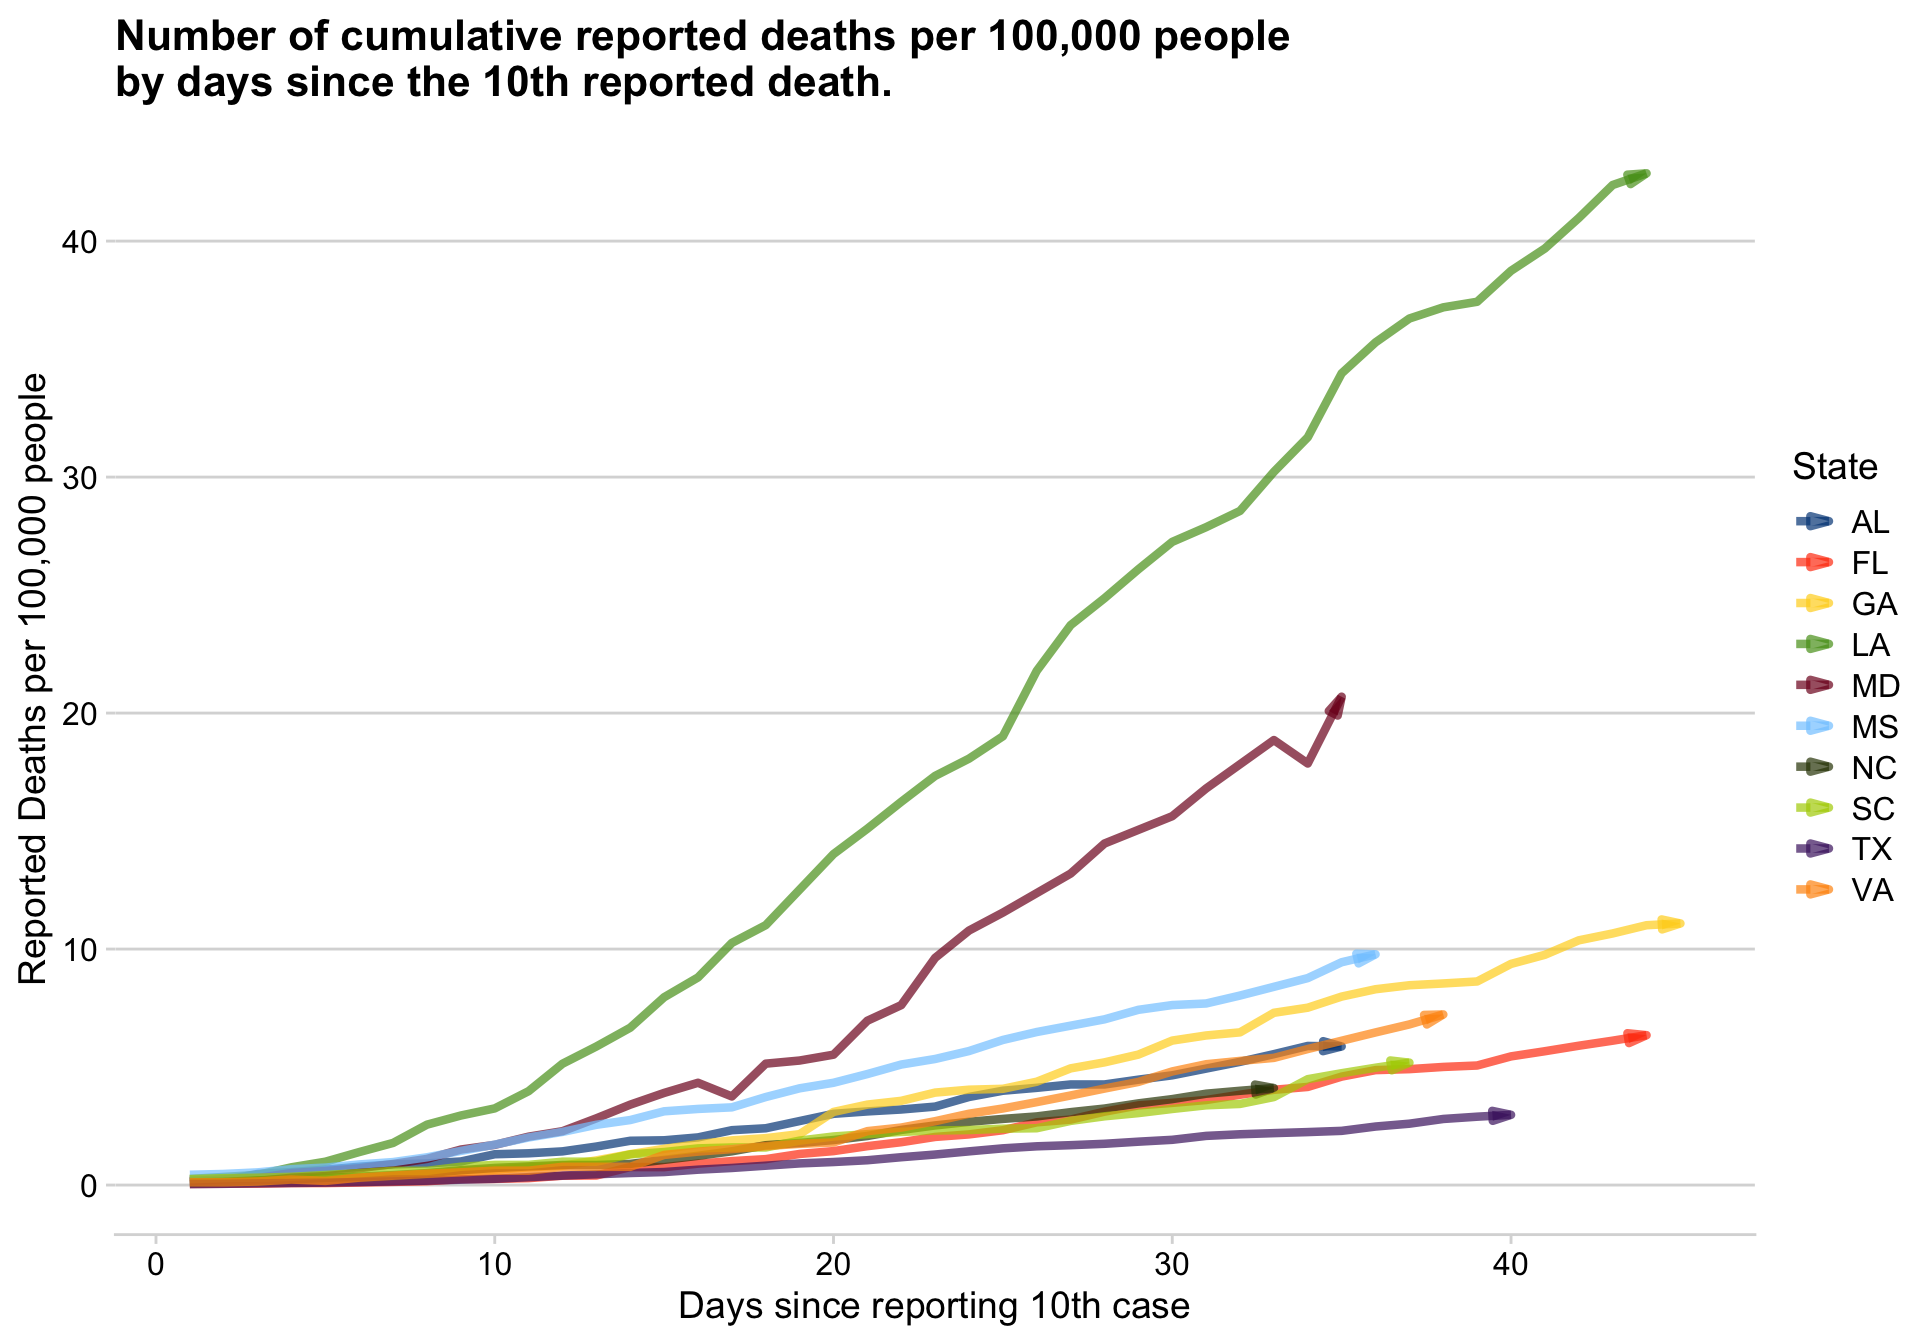 Number of cumulative reported deaths per 100,000 people
by days since the 10th reported death.
Reported Deaths per 100,000 people
40
30
20
10
0
0
10
20
30
40
Days since reporting 10th case
State
AL
FL
GA
LA
MD
MS
NC
SC
TX
VA